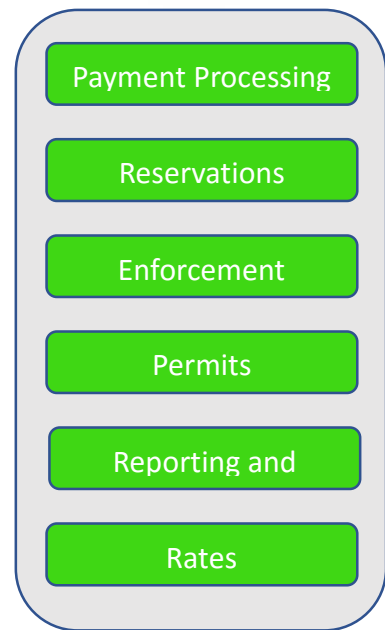 Payment Processing
Reservations
Enforcement
Permits
Reporting and
Rates